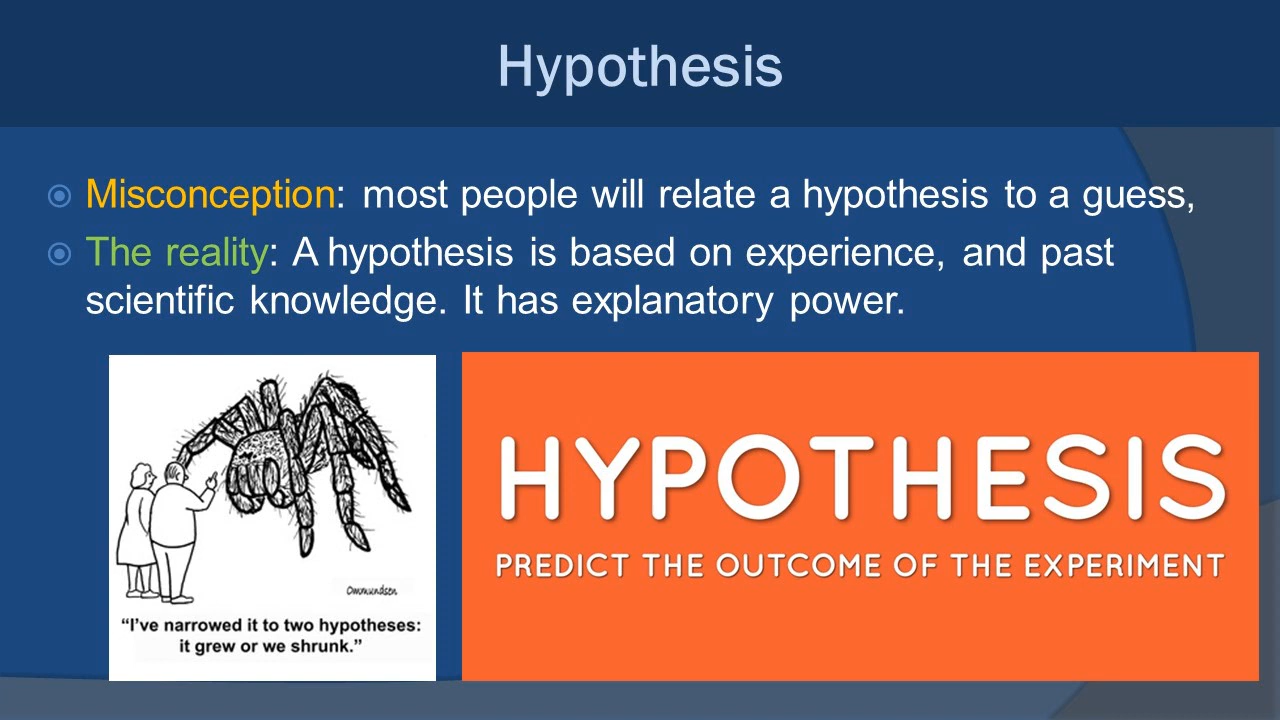 Hypothesis
Misconception: most people will relate a hypothesis to a guess,
The reality: A hypothesis is based on experience, and past
scientific knowledge. It has explanatory power.
Ommundsen
“I’ve narrowed it to two hypotheses:
it grew or we shrunk.”
HYPOTHESIS
PREDICT THE OUTCOME OF THE EXPERIMENT